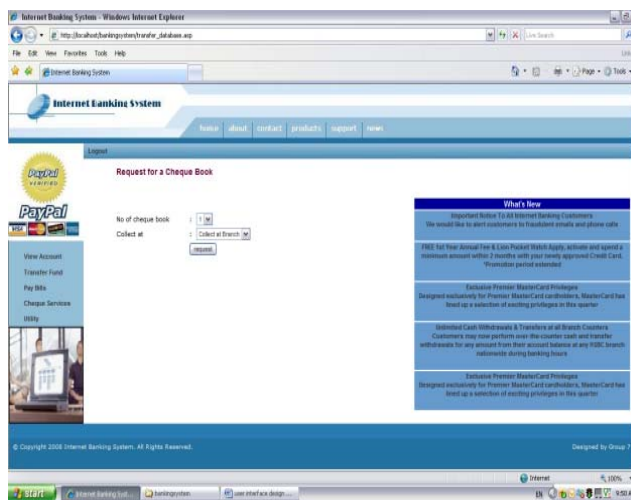 Internet Banking System - Windows Internet Explorer
http://localhost/bankingsystem/transfer_database.asp
Live Search
File Edit View Favorites Tools Help
Internet Banking System
Page Tools
Internet Banking System
home about contact products support news
Logout
PayPal
VERIFIED
PayPal
VISA
Request for a Cheque Book
No of cheque book : 1
Collect at : Collect at Branch
request
View Account
Transfer Fund
Pay Bills
Cheque Services
Utility
What's New
Important Notice To All Internet Banking Customers
We would like to alert customers to fraudulent emails and phone calls
FREE 1st Year Annual Fee & Watch Apply, activate and spend a
minimum amount within 2 months with your newly approved Credit Card.
*Promotion period extended
Exclusive Premier MasterCard Privileges
Designed exclusively for Premier MasterCard cardholders, MasterCard has
lined up a selection of exciting privileges in this quarter
Unlimited Cash Withdrawals & Transfers at all Branch Counters
Customers may now perform over the counter cash and transfer
withdrawals for any amount from their account balance at any branch
nationwide during banking hours
Exclusive Premier MasterCard Privileges
Designed exclusively for Premier MasterCard cardholders, MasterCard has
lined up a selection of exciting privileges in this quarter
© Copyright 2008 Internet Banking System. All Rights Reserved.
Designed by Group 7
Internet 100%
start Internet Banking Syst... bankingsystem user interface design ... EN